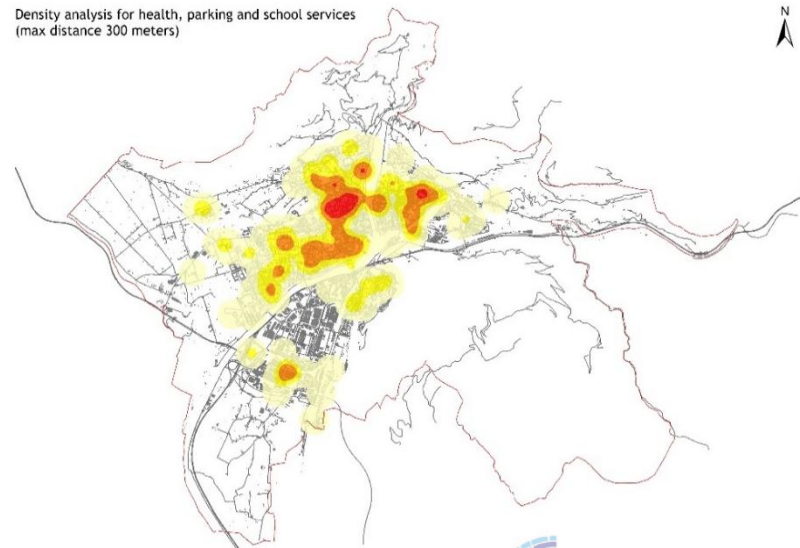 Density analysis for health, parking and school services
(max distance 300 meters)
N